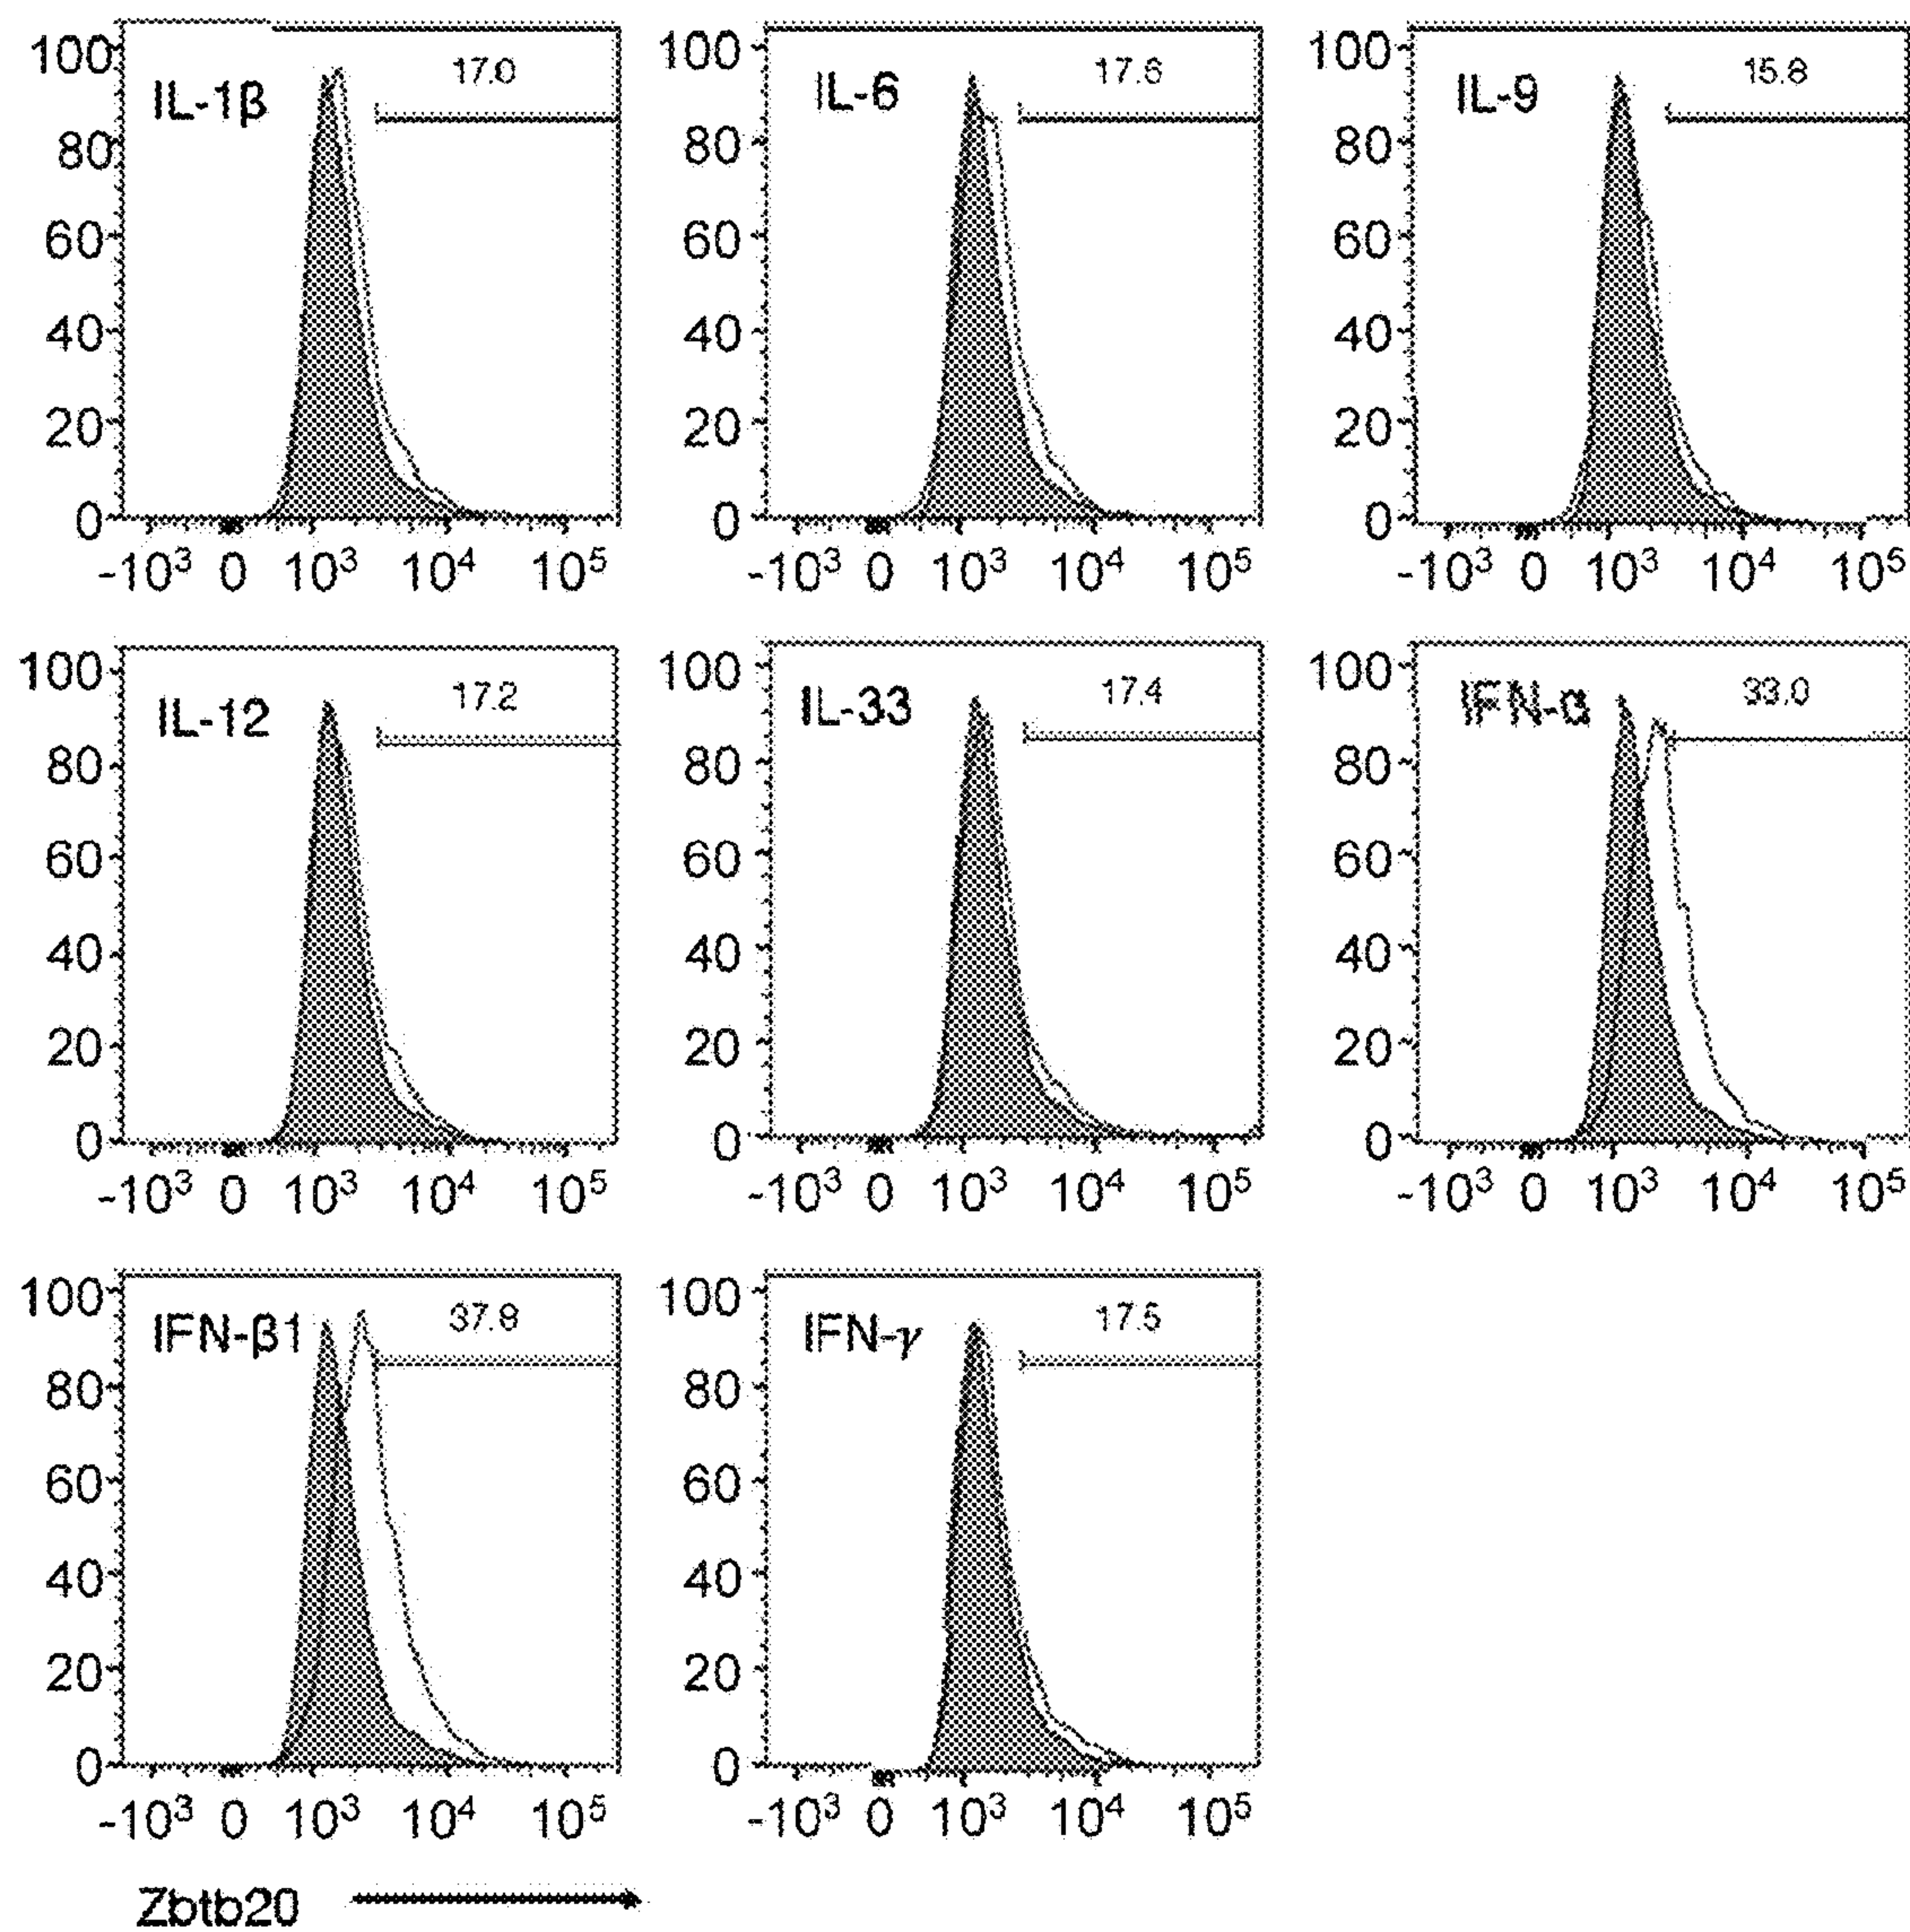 100 IL-1β 17.0
80
60
40
20
0
-10³ 0 10³ 10⁴ 10⁵
100 IL-6 17.6
80
60
40
20
0
-10³ 0 10³ 10⁴ 10⁵
100 IL-9 15.8
80
60
40
20
0
-10³ 0 10³ 10⁴ 10⁵
100 IL-12 17.2
80
60
40
20
0
-10³ 0 10³ 10⁴ 10⁵
100 IL-33 17.4
80
60
40
20
0
-10³ 0 10³ 10⁴ 10⁵
100 IFN-α 33.0
80
60
40
20
0
-10³ 0 10³ 10⁴ 10⁵
100 IFN-β1 37.8
80
60
40
20
0
-10³ 0 10³ 10⁴ 10⁵
100 IFN-γ 17.5
80
60
40
20
0
-10³ 0 10³ 10⁴ 10⁵
Zbtb20